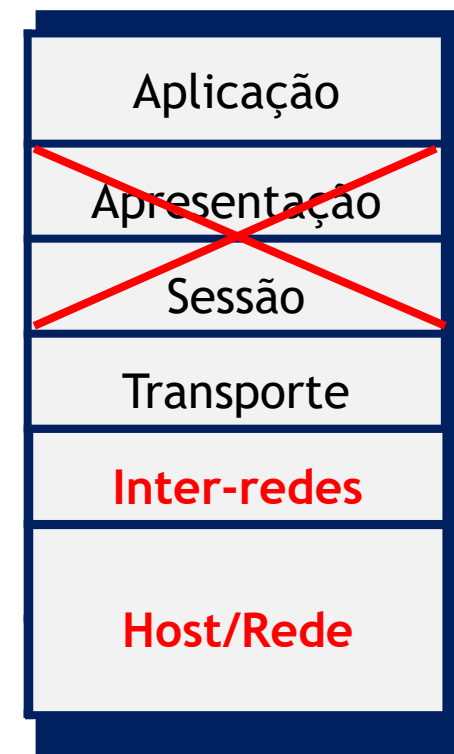 Aplicação
Apresentação
Sessão
Transporte
Inter-redes
Host/Rede